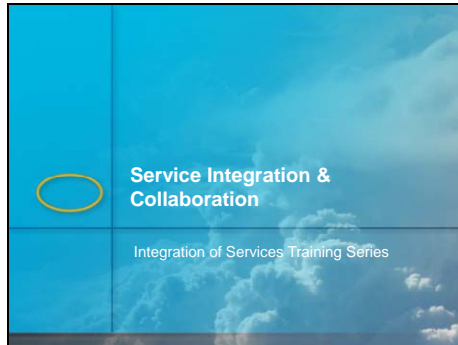 Service Integration &
Collaboration
Integration of Services Training Series